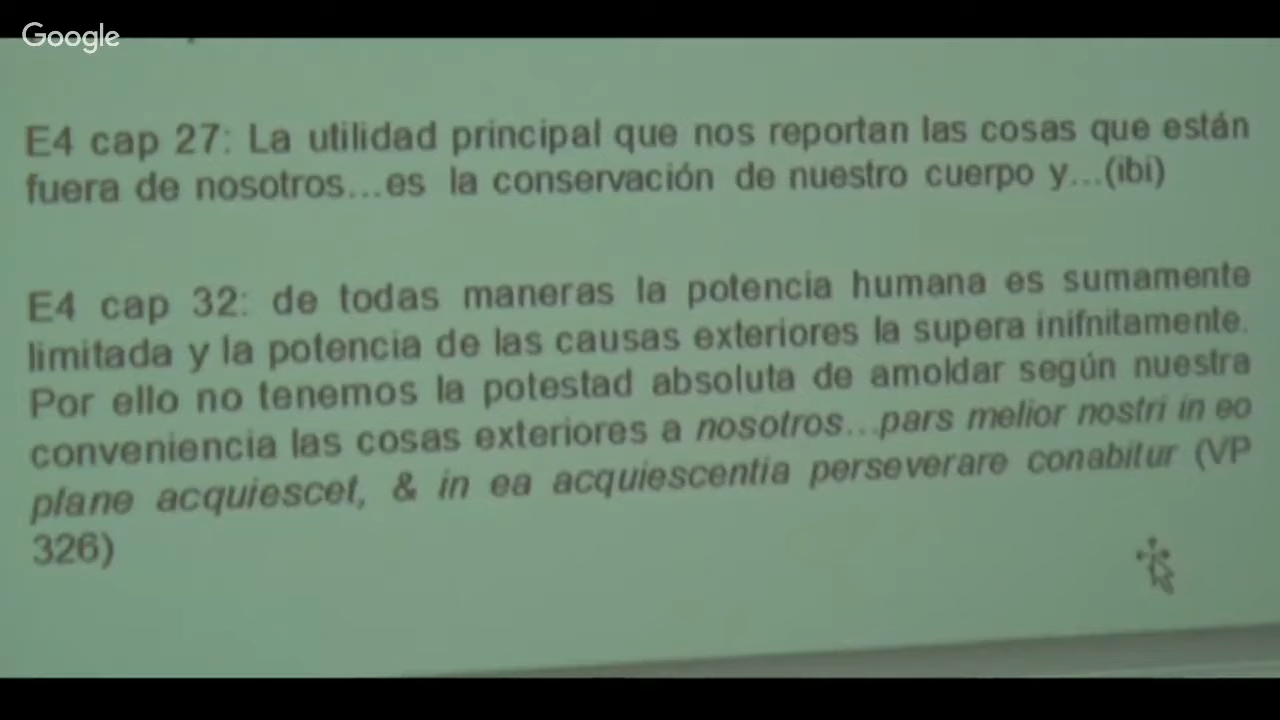 Google
E4 cap 27: La utilidad principal que nos reportan las cosas que están
fuera de nosotros...es la conservación de nuestro cuerpo y...(ibi)
E4 cap 32: de todas maneras la potencia humana es sumamente
limitada y la potencia de las causas exteriores la supera inifnitamente.
Por ello no tenemos la potestad absoluta de amoldar según nuestra
conveniencia las cosas exteriores a nosotros...pars melior nostri in eo
plane acquiescet, & in ea acquiescentia perseverare conabitur (VP
326)